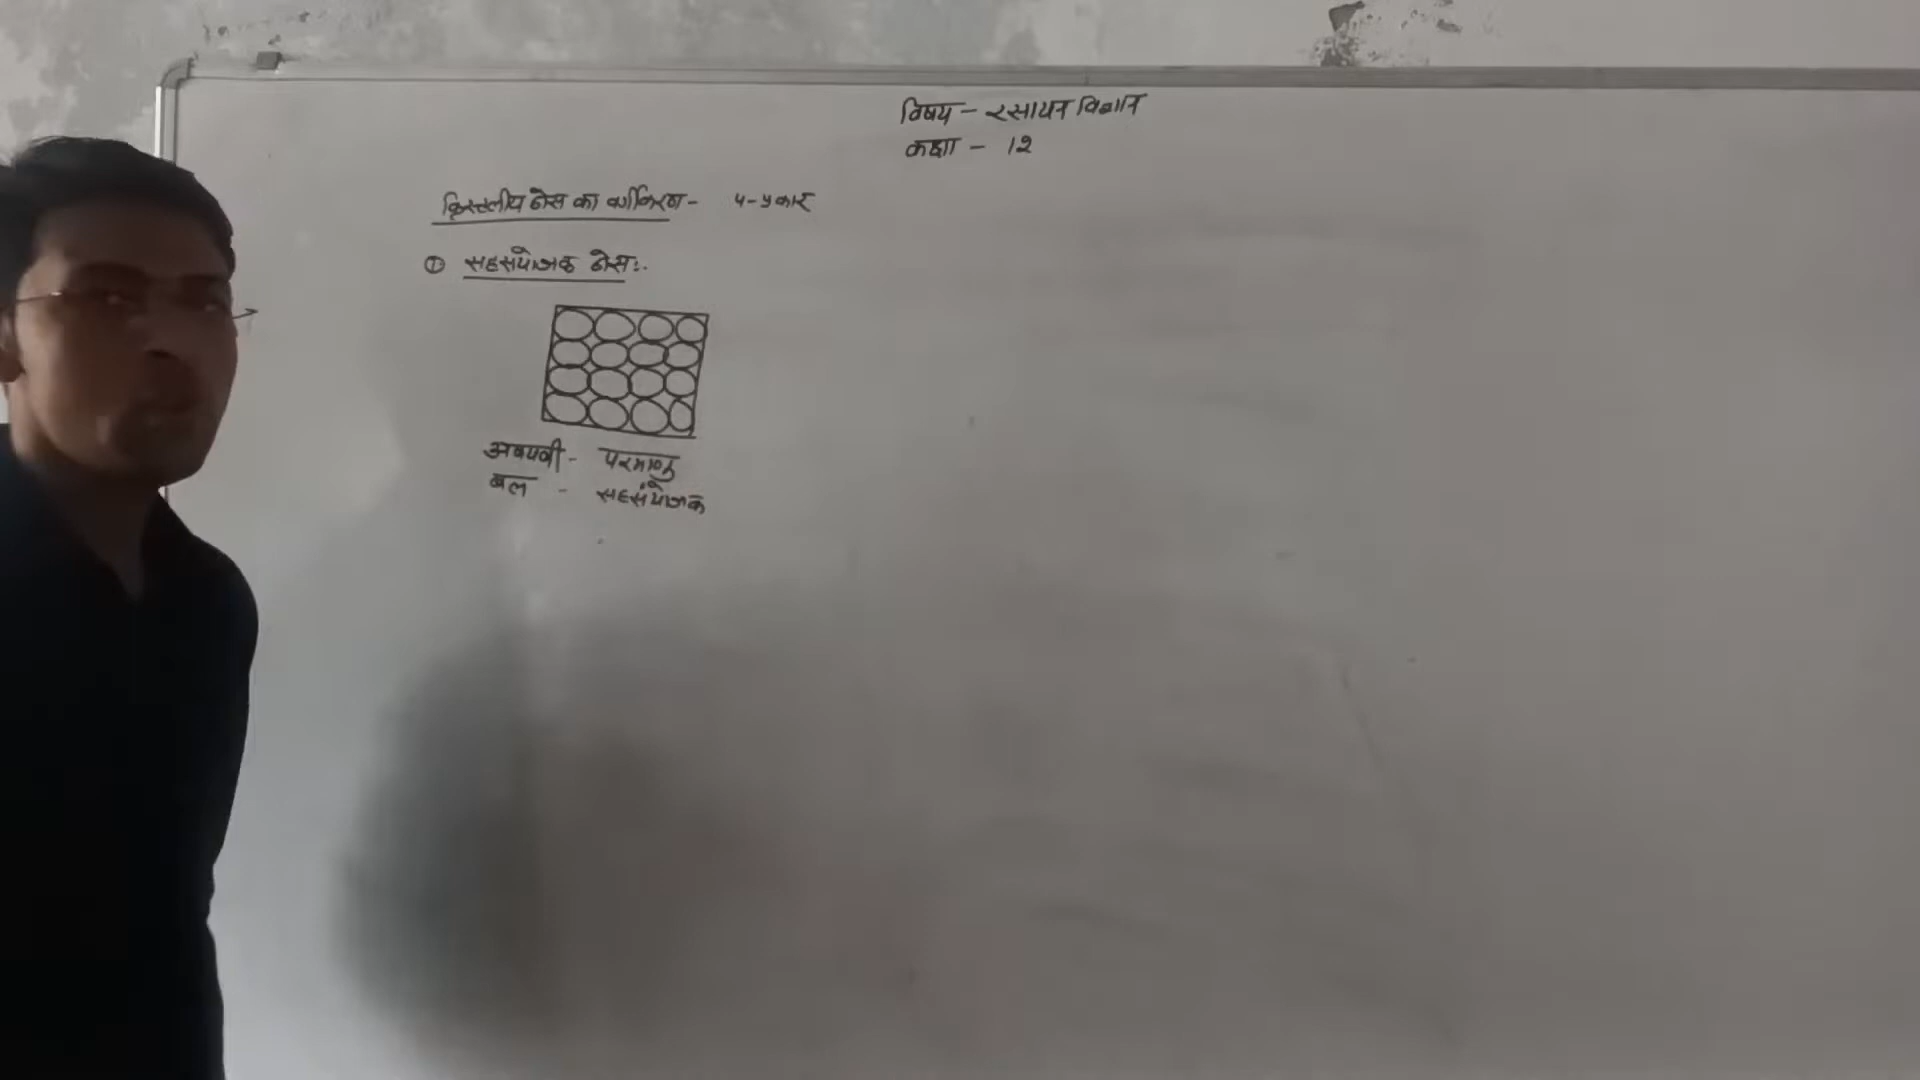 विषय - रसायन विज्ञान
कक्षा - 12
क्रिस्टलीय ठोस का वर्गीकरण - 4 - प्रकार
① सहसंयोजक ठोस :-
अवयवी - परमाणु
बल - सहसंयोजक